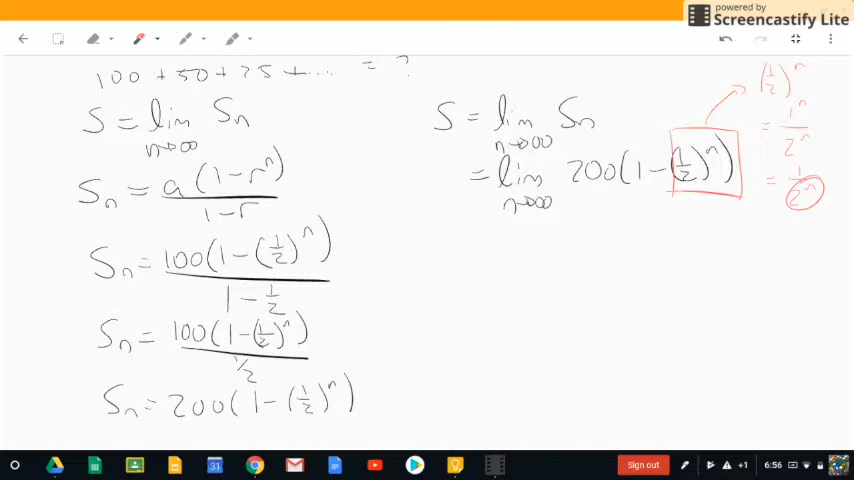 powered by
Screencastify Lite
100 + 50 + 25 + .... = ?
S = lim Sn
n→∞
Sn = a(1-r^n)
1-r
Sn = 100(1-(1/2)^n)
1 - 1/2
Sn = 100(1-(1/2)^n)
1/2
Sn = 200(1-(1/2)^n)
S = lim Sn
n→∞
= lim 200(1-(1/2)^n)
n→∞
(1/2)^n
= 1^n
2^n
= 1
2^n
Sign out
+1
6:56
31